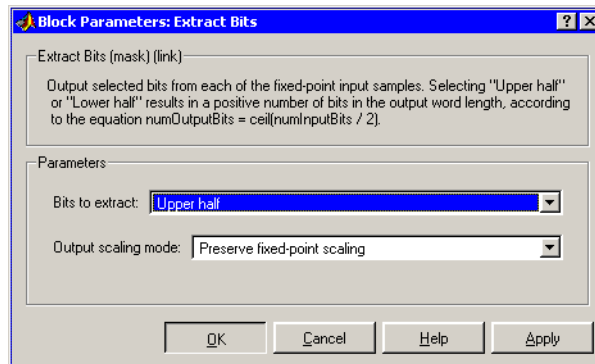 Block Parameters: Extract Bits
Extract Bits (mask) (link)
Output selected bits from each of the fixed-point input samples. Selecting "Upper half"
or "Lower half" results in a positive number of bits in the output word length, according
to the equation numOutputBits = ceil(numInputBits / 2).
Parameters
Bits to extract: Upper half
Output scaling mode: Preserve fixed-point scaling
OK Cancel Help Apply